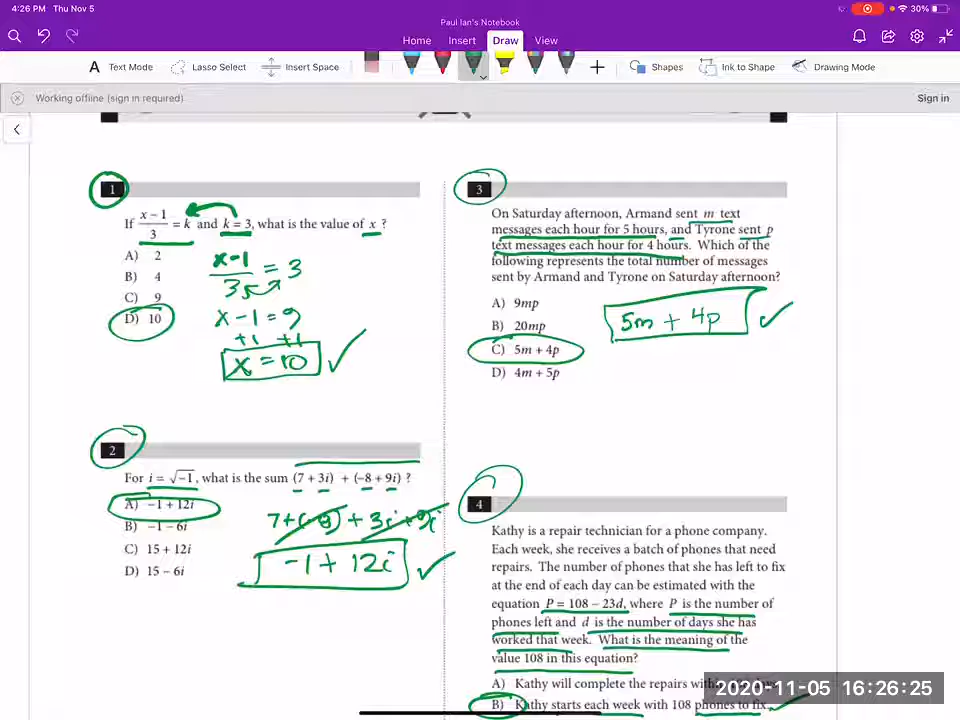 4:26 PM Thu Nov 5
30%
Paul Ian's Notebook
Home Insert Draw View
A Text Mode Lasso Select Insert Space Shapes Ink to Shape Drawing Mode
Working offline (sign in required) Sign in
1
If x − 1 / 3 = k and k = 3, what is the value of x ?
A) 2
B) 4
C) 9
D) 10
x-1 / 3 = 3
x - 1 = 9
+1 +1
x = 10
2
For i = √−1, what is the sum (7 + 3i) + (−8 + 9i) ?
A) −1 + 12i
B) −1 − 6i
C) 15 + 12i
D) 15 − 6i
7+(-8) + 3i + 9i
-1 + 12i
3
On Saturday afternoon, Armand sent m text
messages each hour for 5 hours, and Tyrone sent p
text messages each hour for 4 hours. Which of the
following represents the total number of messages
sent by Armand and Tyrone on Saturday afternoon?
A) 9mp
B) 20mp
C) 5m + 4p
D) 4m + 5p
5m + 4p
4
Kathy is a repair technician for a phone company.
Each week, she receives a batch of phones that need
repairs. The number of phones that she has left to fix
at the end of each day can be estimated with the
equation P = 108 − 23d, where P is the number of
phones left and d is the number of days she has
worked that week. What is the meaning of the
value 108 in this equation?
A) Kathy will complete the repairs
B) Kathy starts each week with 108 phones to fix.
2020-11-05 16:26:25